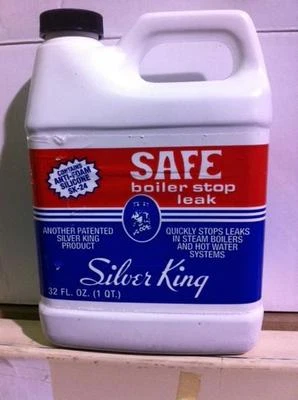 SAFE
boiler stop
leak
CONTAINS
ANTI-FOAM
SILICONE
SK-2A
ANOTHER PATENTED
SILVER KING
PRODUCT
QUICKLY STOPS LEAKS
IN STEAM BOILERS
AND HOT WATER
SYSTEMS
Silver King
32 FL. OZ. (1 QT.)